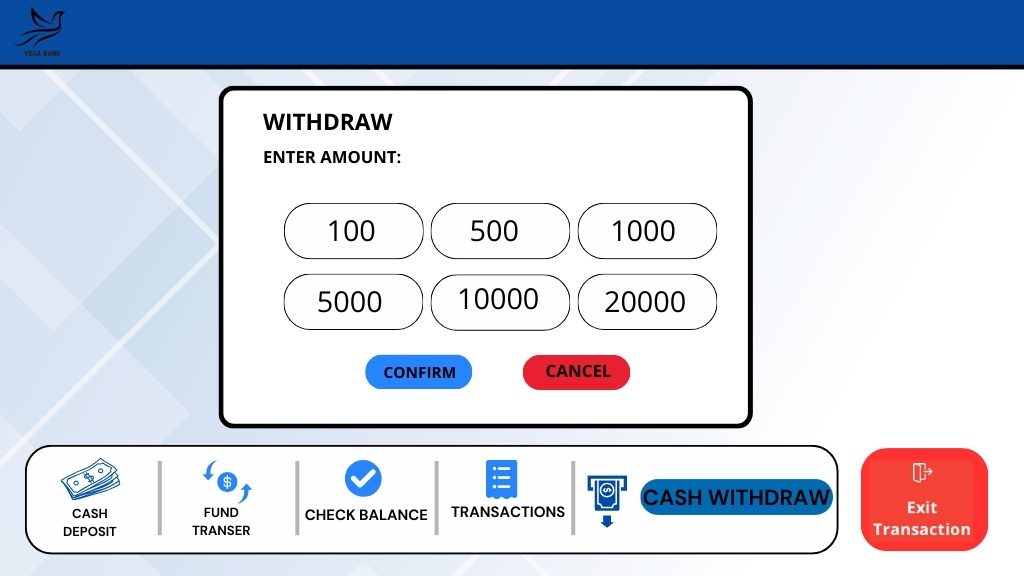 VEGA BANK
WITHDRAW
ENTER AMOUNT:
100 500 1000
5000 10000 20000
CONFIRM CANCEL
CASH
DEPOSIT
FUND
TRANSER
CHECK BALANCE
TRANSACTIONS
CASH WITHDRAW
Exit
Transaction